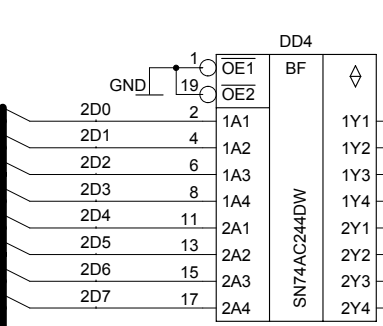 DD4
1 OE1 BF
GND 19 OE2
2D0 2 1A1 1Y1
2D1 4 1A2 1Y2
2D2 6 1A3 1Y3
2D3 8 1A4 1Y4
2D4 11 2A1 2Y1
2D5 13 2A2 2Y2
2D6 15 2A3 2Y3
2D7 17 2A4 2Y4
SN74AC244DW